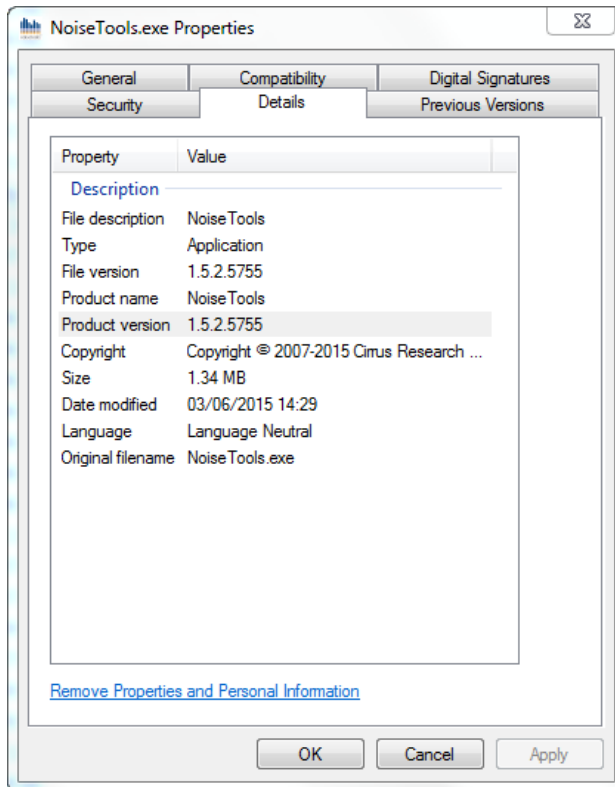 NoiseTools.exe Properties
General Compatibility Digital Signatures
Security Details Previous Versions
Property Value
Description
File description NoiseTools
Type Application
File version 1.5.2.5755
Product name NoiseTools
Product version 1.5.2.5755
Copyright Copyright © 2007-2015 Cirrus Research ...
Size 1.34 MB
Date modified 03/06/2015 14:29
Language Language Neutral
Original filename NoiseTools.exe
Remove Properties and Personal Information
OK Cancel Apply